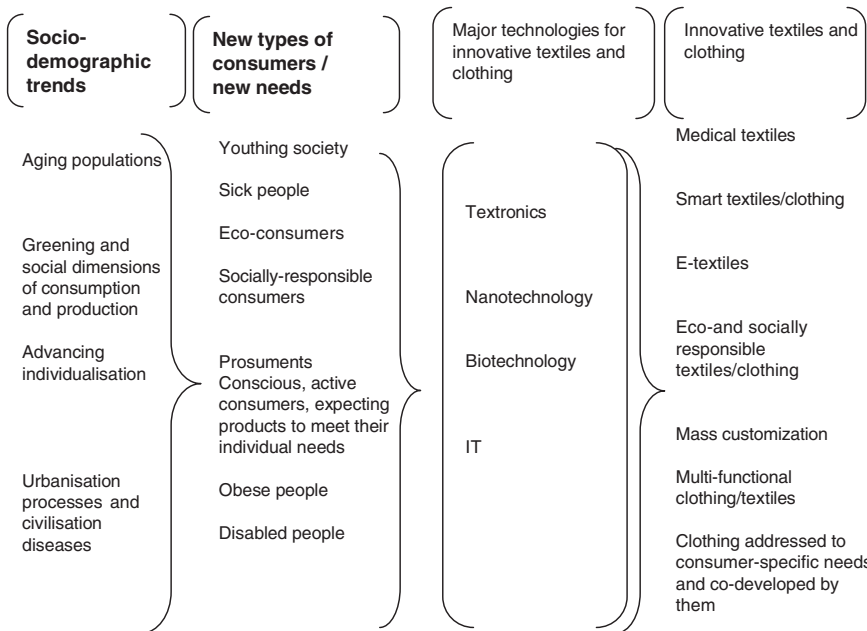 Socio-
demographic
trends
New types of
consumers /
new needs
Major technologies for
innovative textiles and
clothing
Innovative textiles and
clothing
Aging populations
Greening and
social dimensions
of consumption
and production
Advancing
individualisation
Urbanisation
processes and
civilisation
diseases
Youthing society
Sick people
Eco-consumers
Socially-responsible
consumers
Prosuments
Conscious, active
consumers, expecting
products to meet their
individual needs
Obese people
Disabled people
Textronics
Nanotechnology
Biotechnology
IT
Medical textiles
Smart textiles/clothing
E-textiles
Eco-and socially
responsible
textiles/clothing
Mass customization
Multi-functional
clothing/textiles
Clothing addressed to
consumer-specific needs
and co-developed by
them